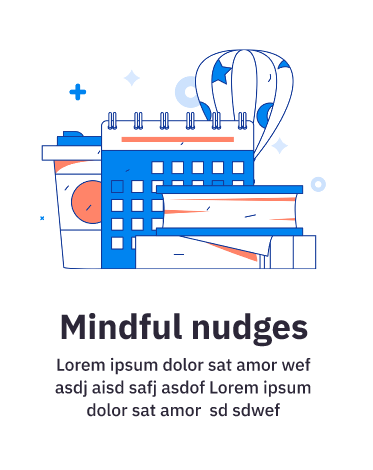 Mindful nudges
Lorem ipsum dolor sat amor wef
asdj aisd safj asdof Lorem ipsum
dolor sat amor  sd sdwef